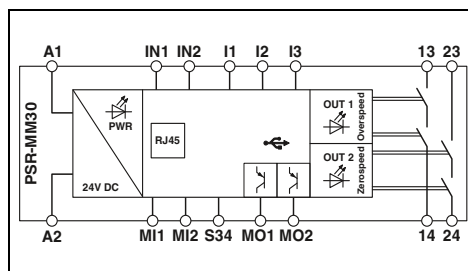 A1 IN1 IN2 I1 I2 I3 13 23
PSR-MM30
PWR
RJ45
OUT 1
Overspeed
OUT 2
Zerospeed
24V DC
A2 MI1 MI2 S34 MO1 MO2 14 24